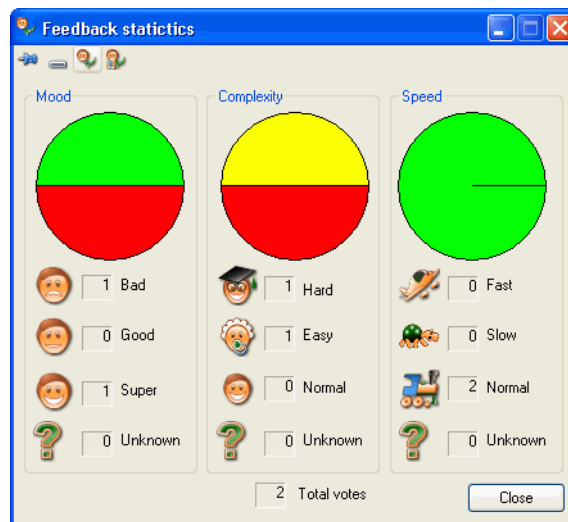 Feedback statictics
Mood
Complexity
Speed
1 Bad
1 Hard
0 Fast
0 Good
1 Easy
0 Slow
1 Super
0 Normal
2 Normal
0 Unknown
0 Unknown
0 Unknown
2 Total votes
Close